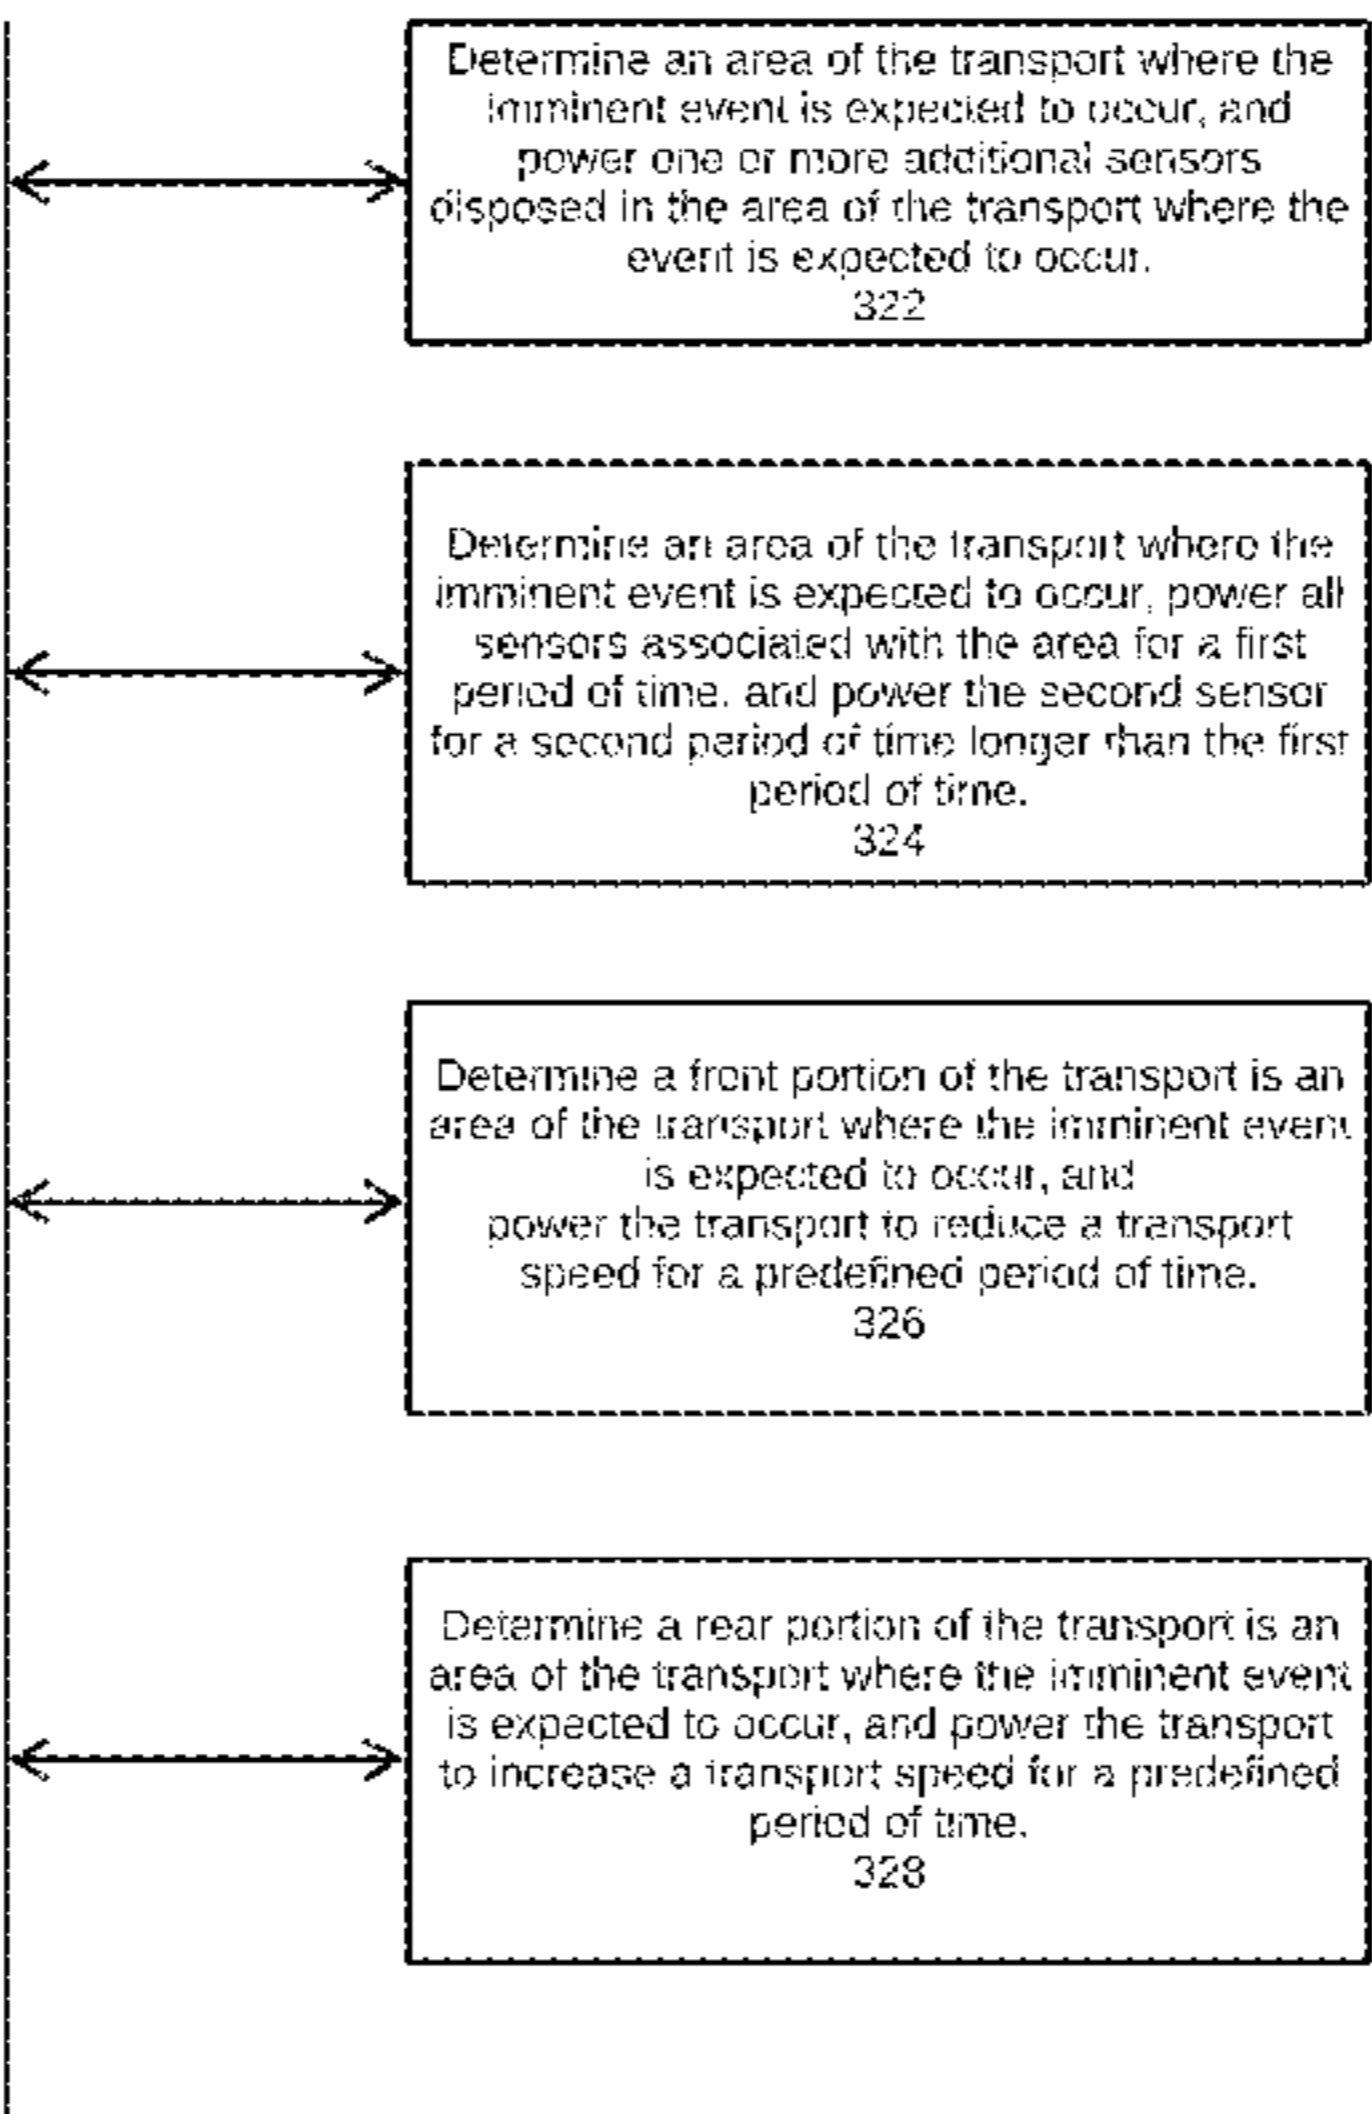 Determine an area of the transport where the
imminent event is expected to occur, and
power one or more additional sensors
disposed in the area of the transport where the
event is expected to occur.
322
Determine an area of the transport where the
imminent event is expected to occur, power all
sensors associated with the area for a first
period of time, and power the second sensor
for a second period of time longer than the first
period of time.
324
Determine a front portion of the transport is an
area of the transport where the imminent event
is expected to occur, and
power the transport to reduce a transport
speed for a predefined period of time.
326
Determine a rear portion of the transport is an
area of the transport where the imminent event
is expected to occur, and power the transport
to increase a transport speed for a predefined
period of time.
328